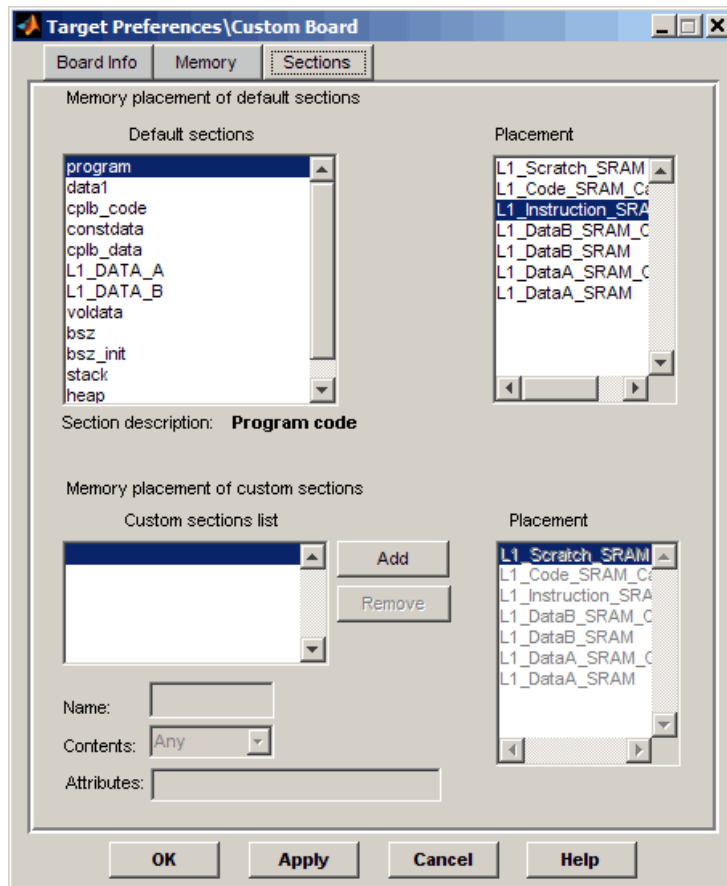 Target Preferences\Custom Board
Board Info Memory Sections
Memory placement of default sections
Default sections
program
data1
cplb_code
constdata
cplb_data
L1_DATA_A
L1_DATA_B
voldata
bsz
bsz_init
stack
heap
Placement
L1_Scratch_SRAM
L1_Code_SRAM_Ca
L1_Instruction_SRA
L1_DataB_SRAM_C
L1_DataB_SRAM
L1_DataA_SRAM_C
L1_DataA_SRAM
Section description: Program code
Memory placement of custom sections
Custom sections list
Add
Remove
Placement
L1_Scratch_SRAM
L1_Code_SRAM_Ca
L1_Instruction_SRA
L1_DataB_SRAM_C
L1_DataB_SRAM
L1_DataA_SRAM_C
L1_DataA_SRAM
Name:
Contents: Any
Attributes:
OK Apply Cancel Help